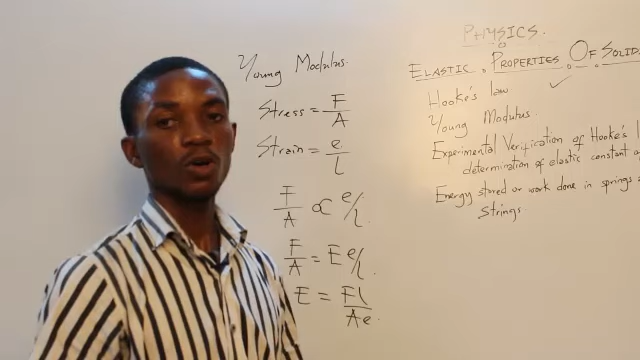 Young Modulus.
Stress = F/A
Strain = e/l
F/A ∝ e/l.
F/A = E e/l.
E = Fl/Ae.
PHYSICS.
ELASTIC PROPERTIES OF SOLIDS
Hooke's law ✓
Young Modulus.
Experimental Verification of Hooke's
determination of elastic constant
Energy stored or work done in springs
Strings